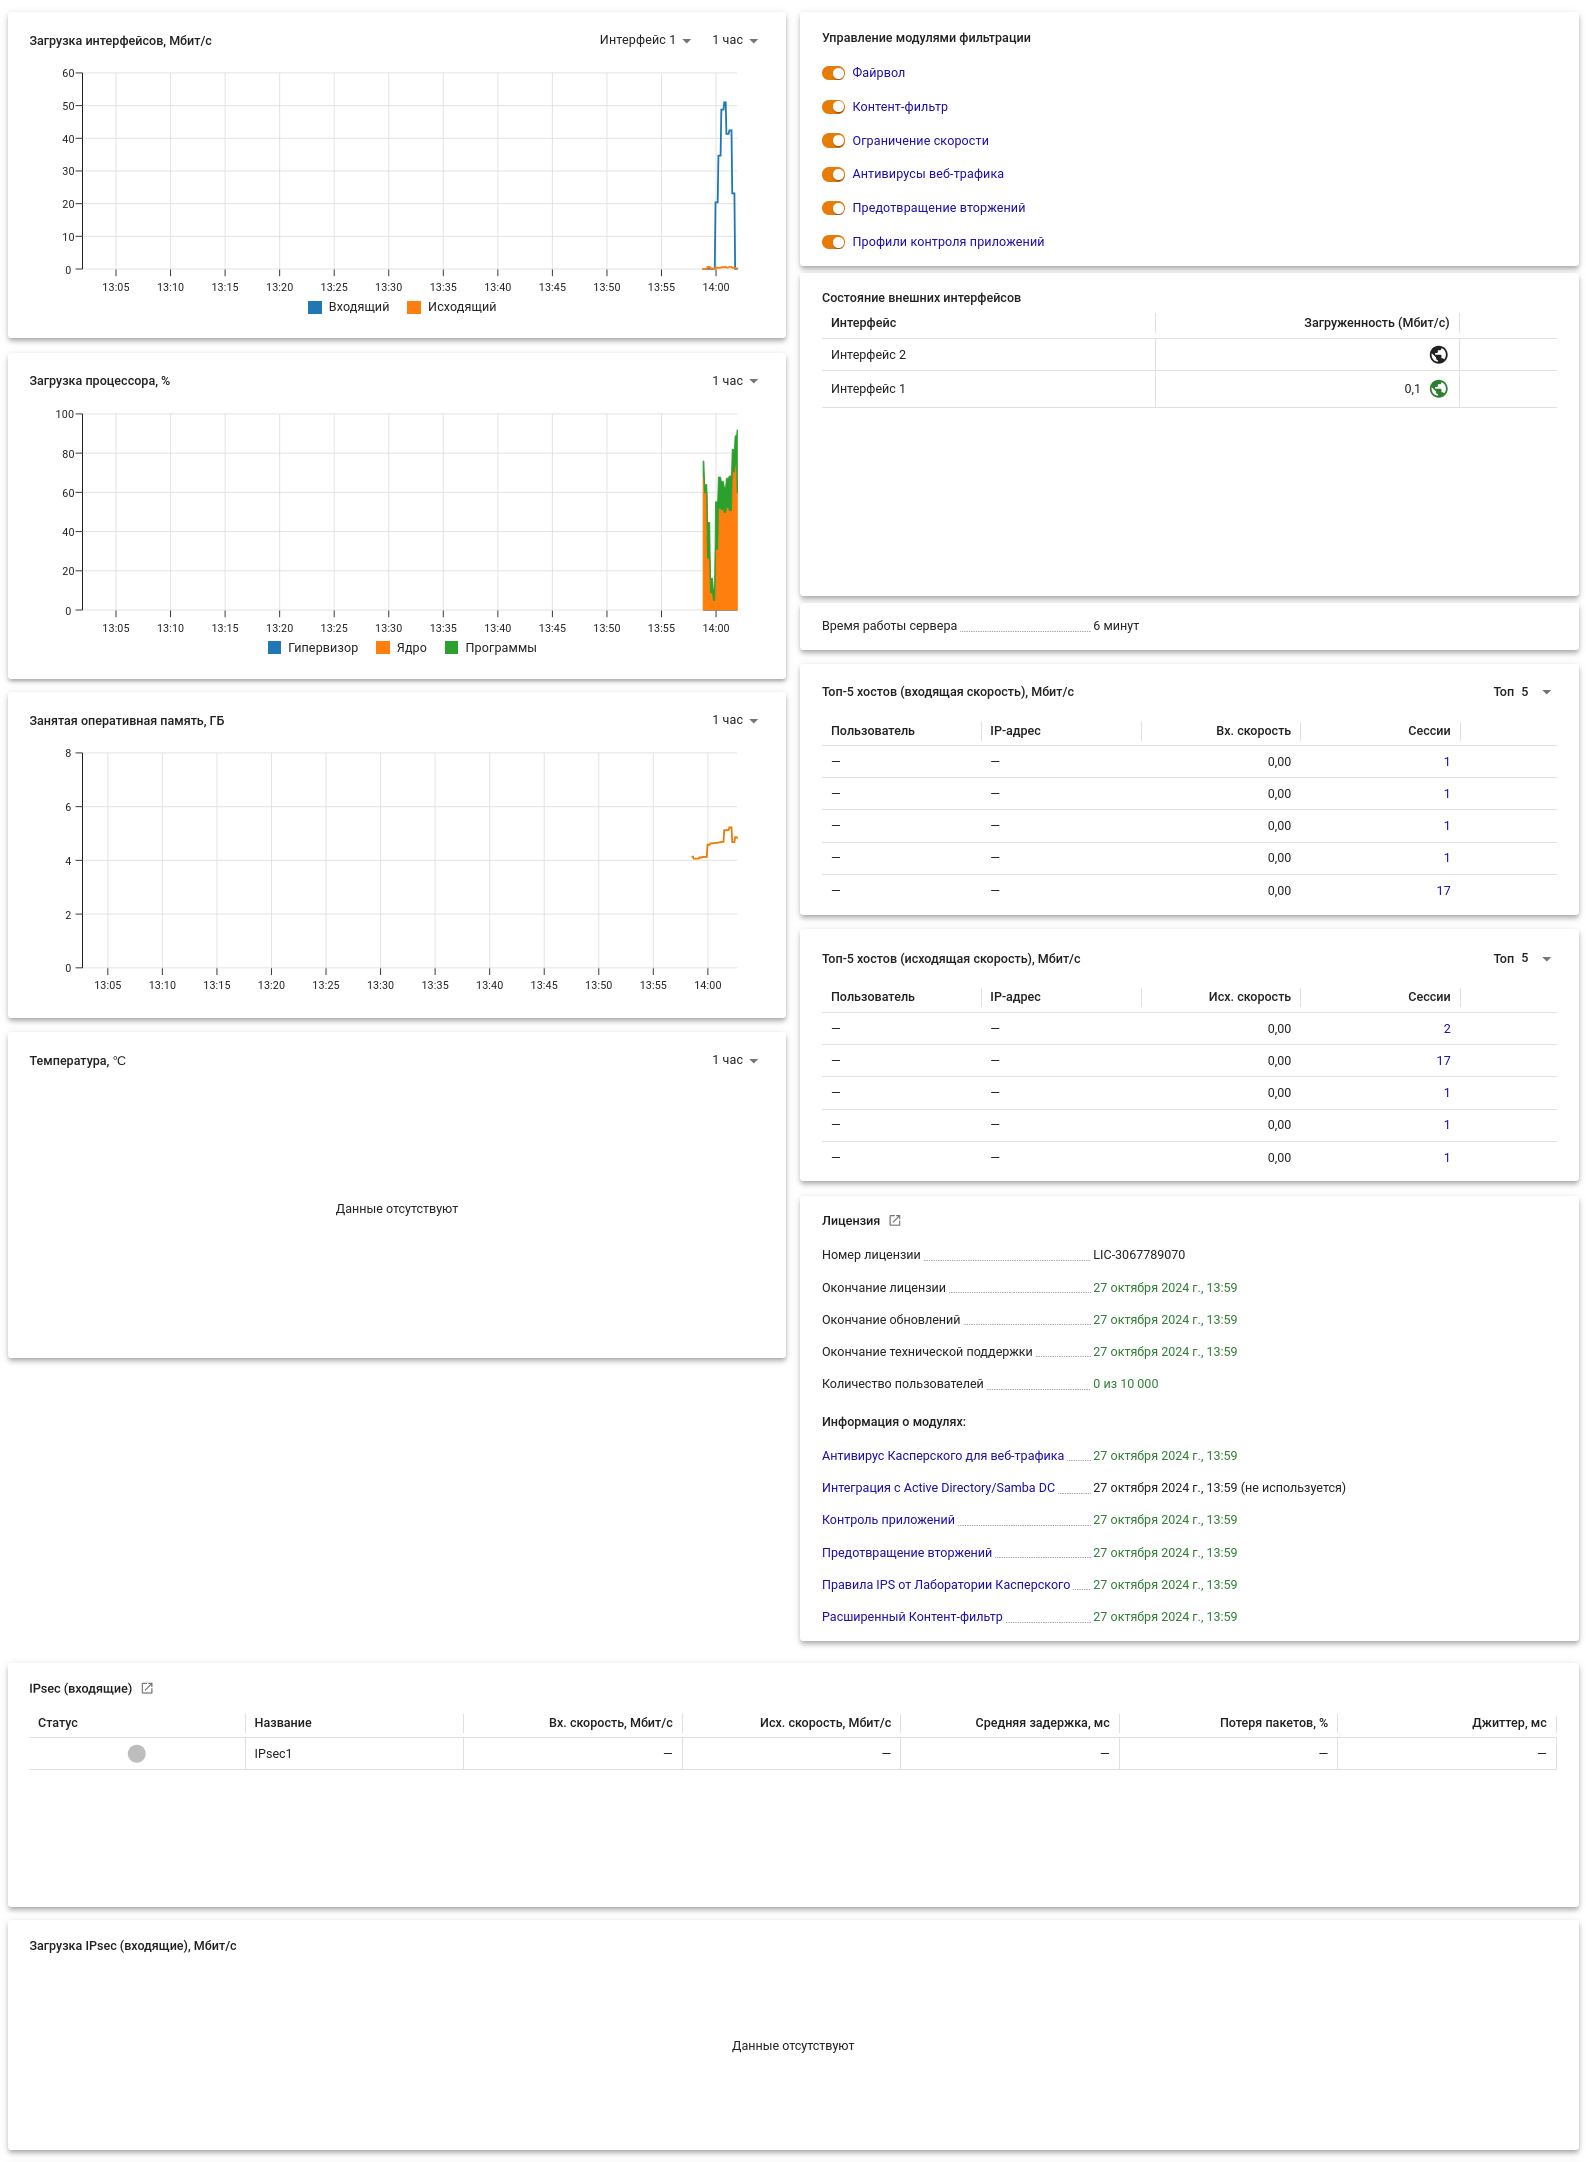 Загрузка интерфейсов, Мбит/с
Интерфейс 1 1 час
60
50
40
30
20
10
0
13:05 13:10 13:15 13:20 13:25 13:30 13:35 13:40 13:45 13:50 13:55 14:00
Входящий Исходящий
Загрузка процессора, %
1 час
100
80
60
40
20
0
13:05 13:10 13:15 13:20 13:25 13:30 13:35 13:40 13:45 13:50 13:55 14:00
Гипервизор Ядро Программы
Занятая оперативная память, ГБ
1 час
8
6
4
2
0
13:05 13:10 13:15 13:20 13:25 13:30 13:35 13:40 13:45 13:50 13:55 14:00
Температура, °C
1 час
Данные отсутствуют
Управление модулями фильтрации
Файрвол
Контент-фильтр
Ограничение скорости
Антивирусы веб-трафика
Предотвращение вторжений
Профили контроля приложений
Состояние внешних интерфейсов
Интерфейс Загруженность (Мбит/с)
Интерфейс 2
Интерфейс 1 0,1
Время работы сервера 6 минут
Топ-5 хостов (входящая скорость), Мбит/с
Топ 5
Пользователь IP-адрес Вх. скорость Сессии
— — 0,00 1
— — 0,00 1
— — 0,00 1
— — 0,00 1
— — 0,00 17
Топ-5 хостов (исходящая скорость), Мбит/с
Топ 5
Пользователь IP-адрес Исх. скорость Сессии
— — 0,00 2
— — 0,00 17
— — 0,00 1
— — 0,00 1
— — 0,00 1
Лицензия
Номер лицензии LIC-3067789070
Окончание лицензии 27 октября 2024 г., 13:59
Окончание обновлений 27 октября 2024 г., 13:59
Окончание технической поддержки 27 октября 2024 г., 13:59
Количество пользователей 0 из 10 000
Информация о модулях:
Антивирус Касперского для веб-трафика 27 октября 2024 г., 13:59
Интеграция с Active Directory/Samba DC 27 октября 2024 г., 13:59 (не используется)
Контроль приложений 27 октября 2024 г., 13:59
Предотвращение вторжений 27 октября 2024 г., 13:59
Правила IPS от Лаборатории Касперского 27 октября 2024 г., 13:59
Расширенный Контент-фильтр 27 октября 2024 г., 13:59
IPsec (входящие)
Статус Название Вх. скорость, Мбит/с Исх. скорость, Мбит/с Средняя задержка, мс Потеря пакетов, % Джиттер, мс
IPsec1 — — — — —
Загрузка IPsec (входящие), Мбит/с
Данные отсутствуют